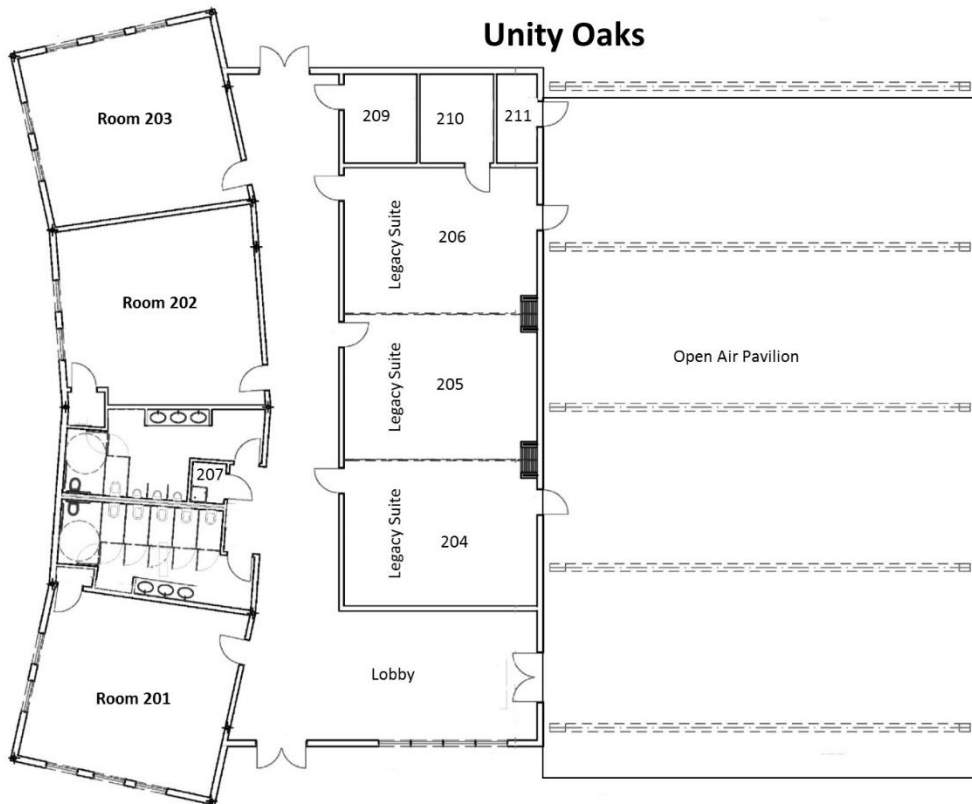 Unity Oaks
Room 203
209
210
211
Legacy Suite
206
Room 202
Legacy Suite
205
Open Air Pavilion
207
Legacy Suite
204
Lobby
Room 201